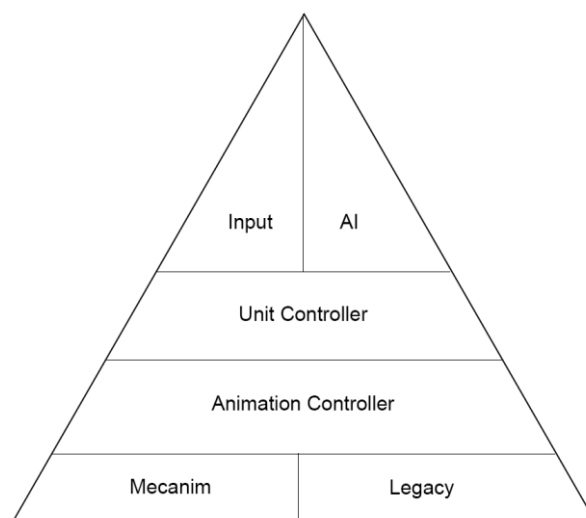 Input
AI
Unit Controller
Animation Controller
Mecanim
Legacy